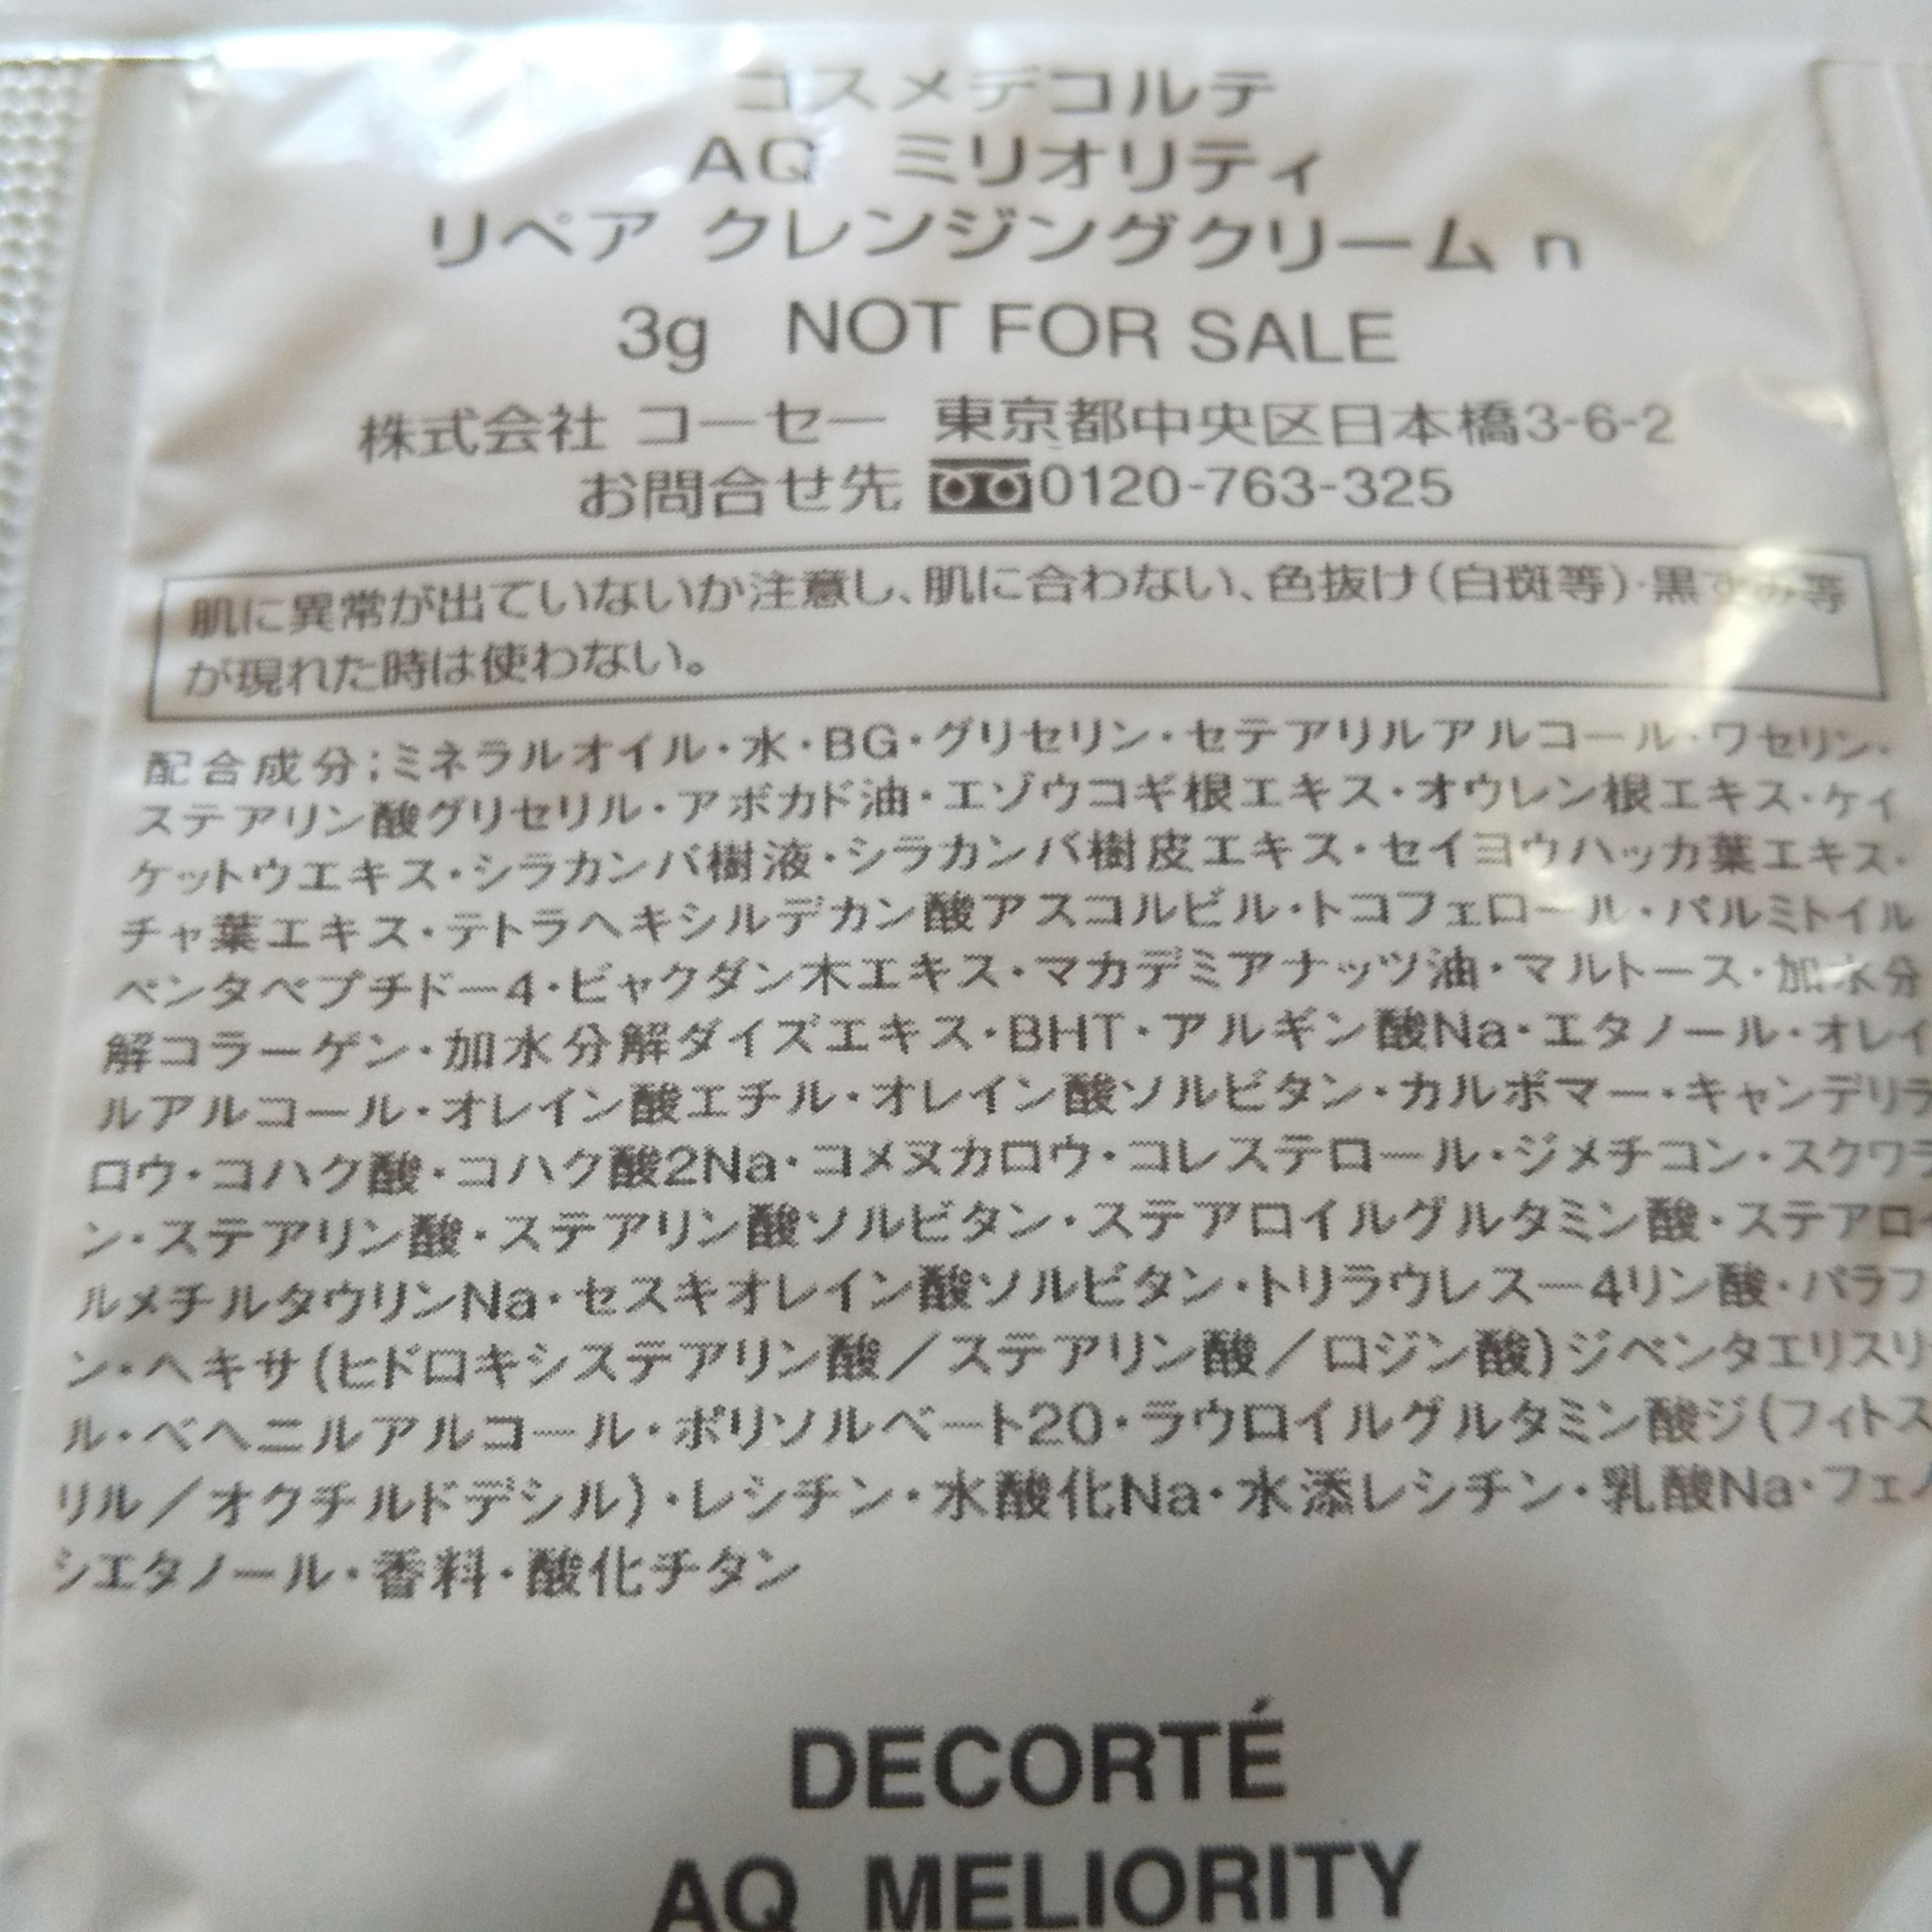 コスメデコルテ
AQ ミリオリティ
リペア クレンジングクリーム n
3g NOT FOR SALE
株式会社 コーセー 東京都中央区日本橋3-6-2
お問合せ先 0120-763-325
肌に異常が出ていないか注意し、肌に合わない、色抜け(白斑等)・黒ずみ等
が現れた時は使わない。
配合成分;ミネラルオイル・水・BG・グリセリン・セテアリルアルコール・ワセリン・
ステアリン酸グリセリル・アボカド油・エゾウコギ根エキス・オウレン根エキス・ケイ
ケットウエキス・シラカンバ樹液・シラカンバ樹皮エキス・セイヨウハッカ葉エキス・
チャ葉エキス・テトラヘキシルデカン酸アスコルビル・トコフェロール・パルミトイル
ペンタペプチドー4・ビャクダン木エキス・マカデミアナッツ油・マルトース・加水分
解コラーゲン・加水分解ダイズエキス・BHT・アルギン酸Na・エタノール・オレイ
ルアルコール・オレイン酸エチル・オレイン酸ソルビタン・カルボマー・キャンデリラ
ロウ・コハク酸・コハク酸2Na・コメヌカロウ・コレステロール・ジメチコン・スクワラ
ン・ステアリン酸・ステアリン酸ソルビタン・ステアロイルグルタミン酸・ステアロ
ルメチルタウリンNa・セスキオレイン酸ソルビタン・トリラウレスー4リン酸・パラフ
ン・ヘキサ(ヒドロキシステアリン酸/ステアリン酸/ロジン酸)ジペンタエリスリ
ル・ベヘニルアルコール・ポリソルベート20・ラウロイルグルタミン酸ジ(フィトス
リル/オクチルドデシル)・レシチン・水酸化Na・水添レシチン・乳酸Na・フェノ
シエタノール・香料・酸化チタン
DECORTÉ
AQ MELIORITY